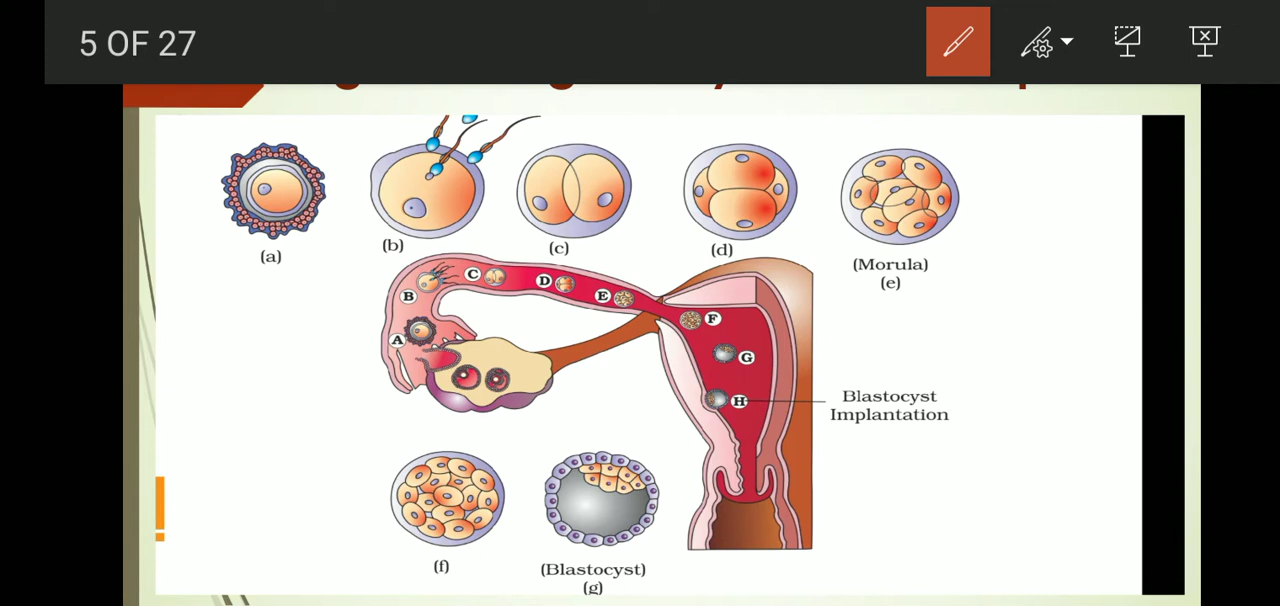 5 OF 27
(a)
(b)
(c)
(d)
(Morula)
(e)
A
B
C
D
E
F
G
H
Blastocyst
Implantation
(f)
(Blastocyst)
(g)